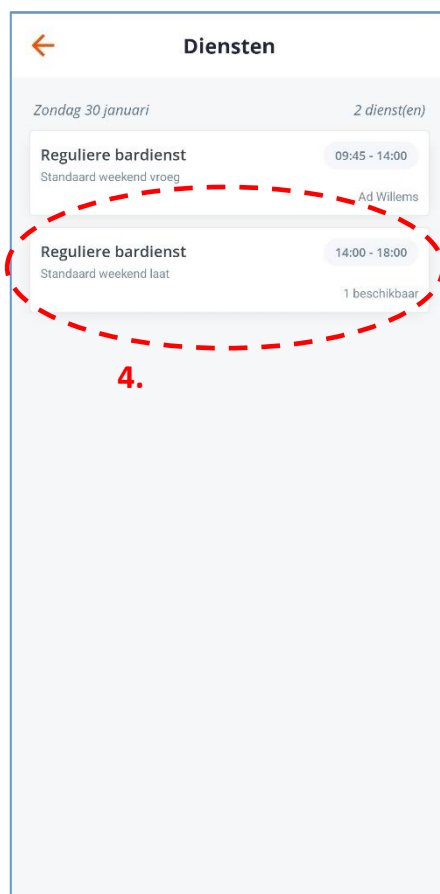 Diensten
Zondag 30 januari 2 dienst(en)
Reguliere bardienst 09:45 - 14:00
Standaard weekend vroeg
Ad Willems
Reguliere bardienst 14:00 - 18:00
Standaard weekend laat
1 beschikbaar
4.